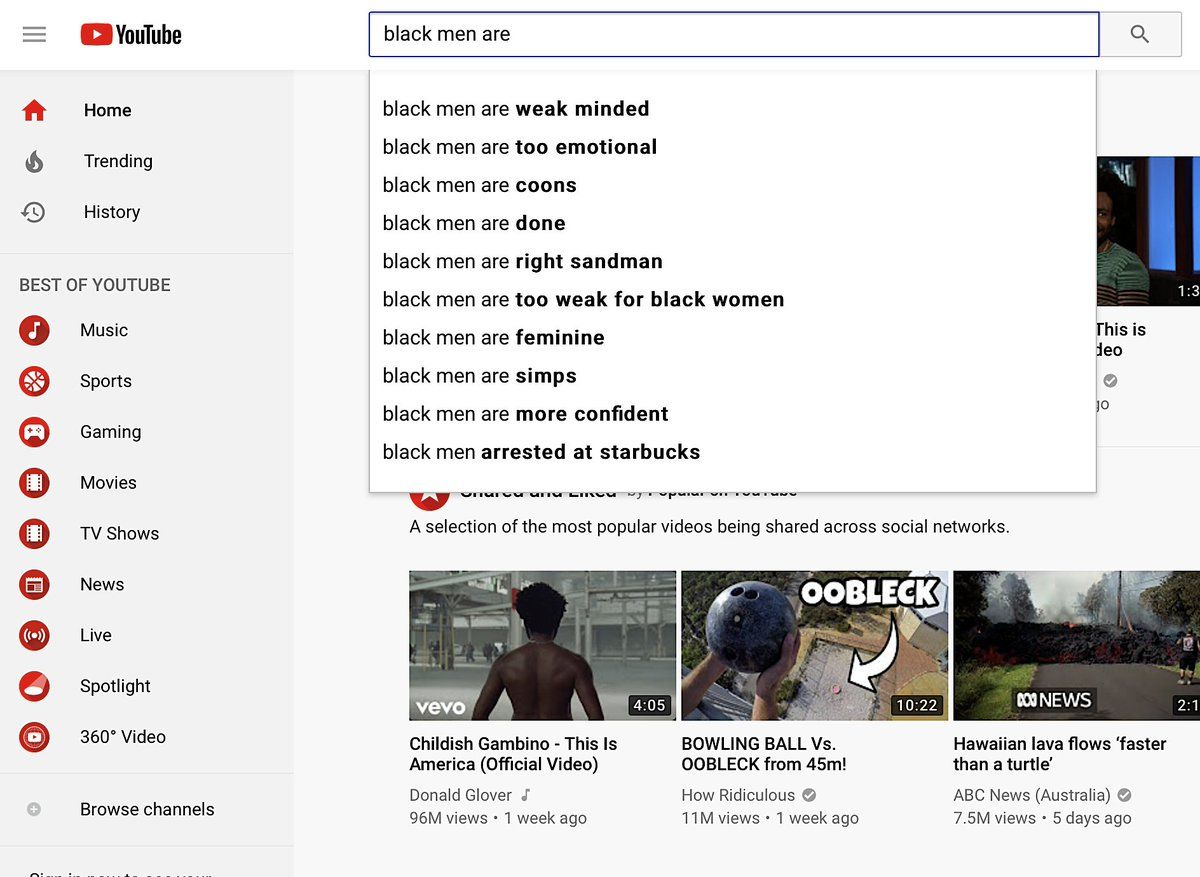 YouTube
black men are
Home
Trending
History
BEST OF YOUTUBE
Music
Sports
Gaming
Movies
TV Shows
News
Live
Spotlight
360° Video
Browse channels
black men are weak minded
black men are too emotional
black men are coons
black men are done
black men are right sandman
black men are too weak for black women
black men are feminine
black men are simps
black men are more confident
black men arrested at starbucks
1:3
This is
deo
go
Shared and Liked by Popular on YouTube
A selection of the most popular videos being shared across social networks.
vevo
4:05
OOBLECK
10:22
NEWS
2:1
Childish Gambino - This Is
America (Official Video)
Donald Glover
96M views • 1 week ago
BOWLING BALL Vs.
OOBLECK from 45m!
How Ridiculous
11M views • 1 week ago
Hawaiian lava flows ‘faster
than a turtle’
ABC News (Australia)
7.5M views • 5 days ago